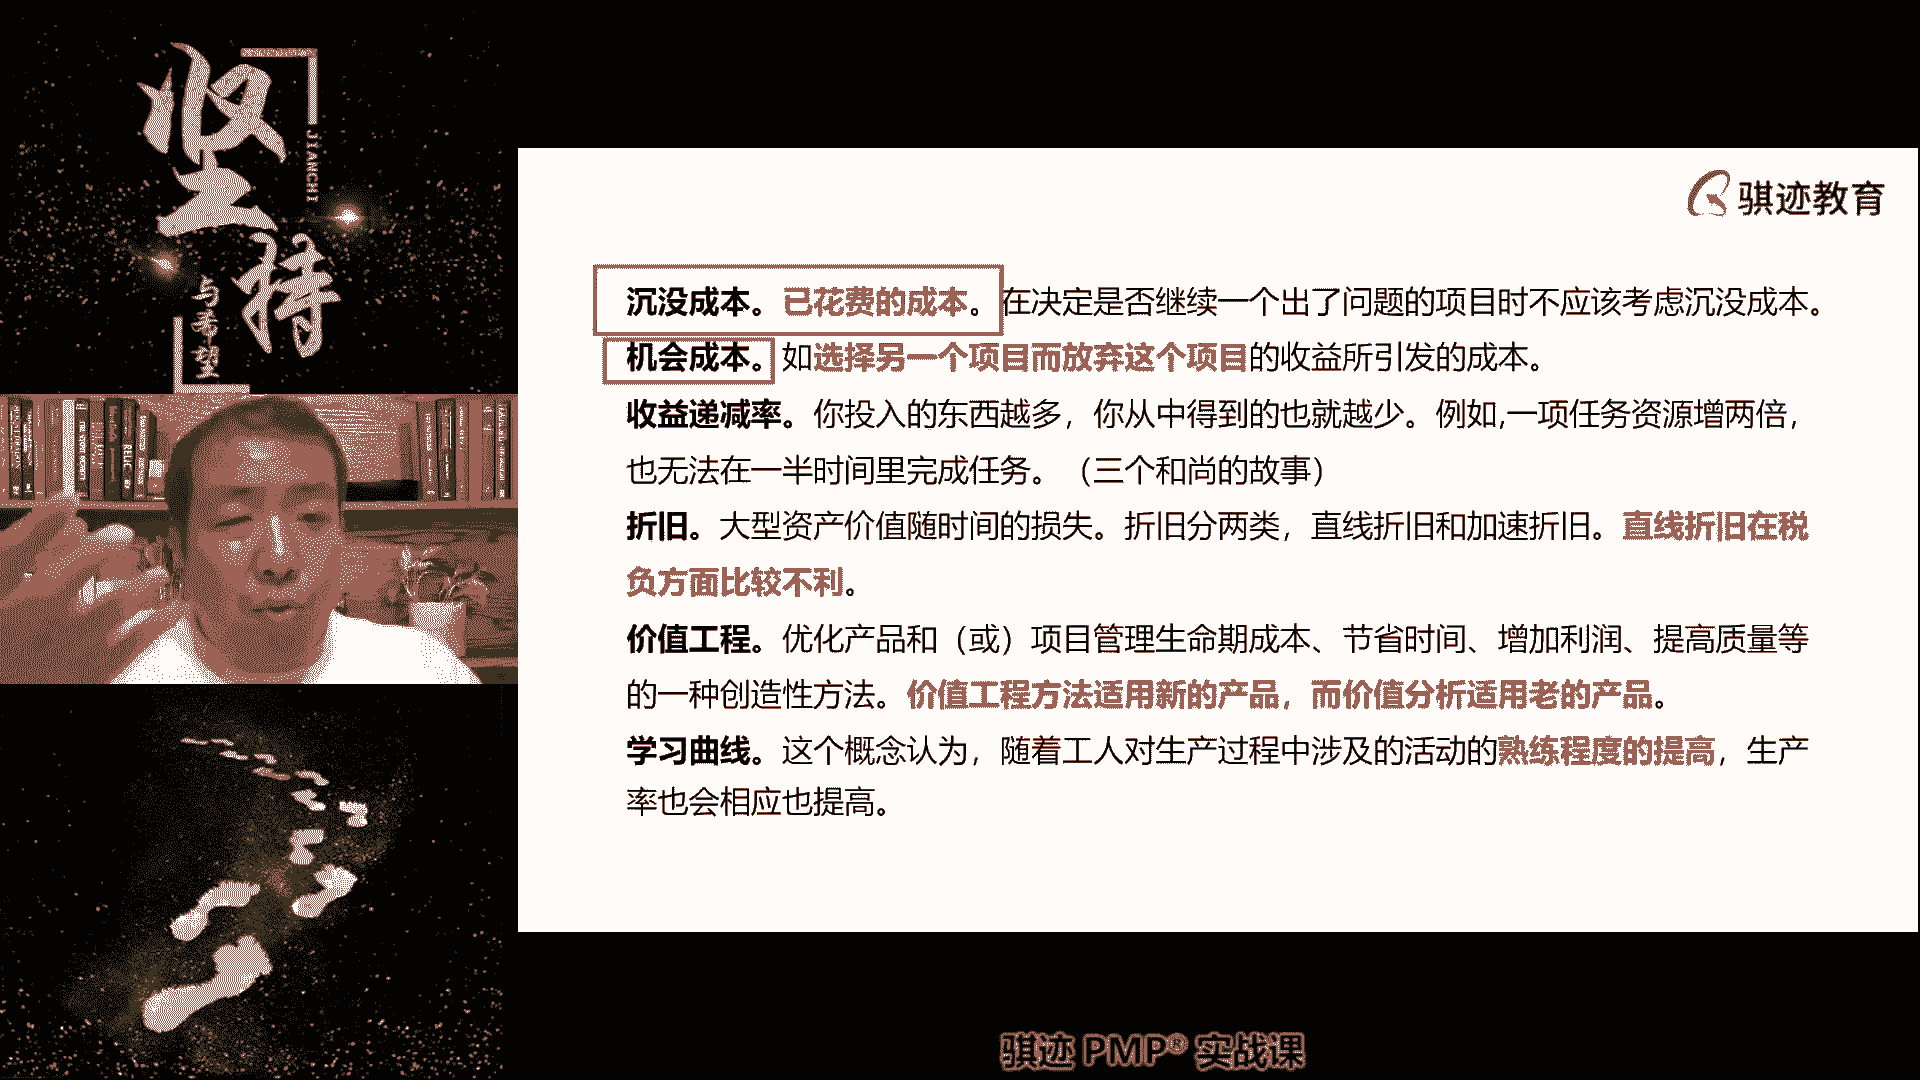 坚持
JIANCHI
与希望
骐迹教育
沉没成本。已花费的成本。在决定是否继续一个出了问题的项目时不应该考虑沉没成本。
机会成本。如选择另一个项目而放弃这个项目的收益所引发的成本。
收益递减率。你投入的东西越多，你从中得到的也就越少。例如,一项任务资源增两倍，
也无法在一半时间里完成任务。（三个和尚的故事）
折旧。大型资产价值随时间的损失。折旧分两类，直线折旧和加速折旧。直线折旧在税
负方面比较不利。
价值工程。优化产品和（或）项目管理生命期成本、节省时间、增加利润、提高质量等
的一种创造性方法。价值工程方法适用新的产品，而价值分析适用老的产品。
学习曲线。这个概念认为，随着工人对生产过程中涉及的活动的熟练程度的提高，生产
率也会相应也提高。
骐迹 PMP® 实战课